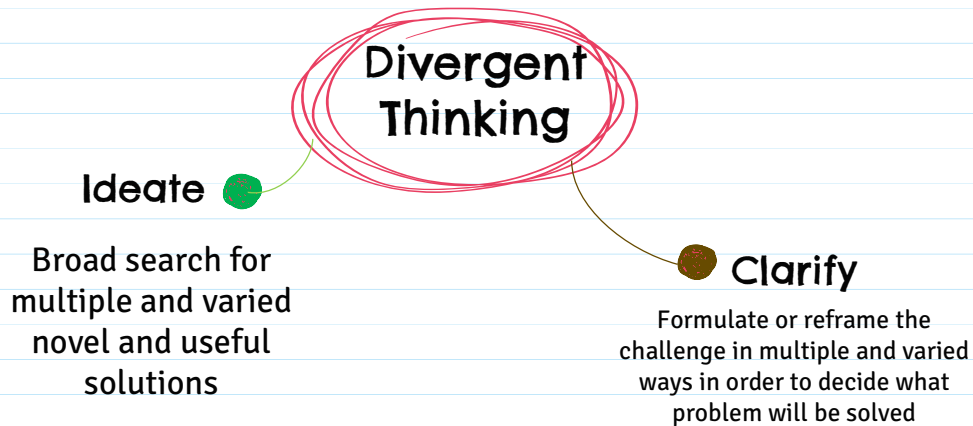 Divergent
Thinking
Ideate
Broad search for
multiple and varied
novel and useful
solutions
Clarify
Formulate or reframe the
challenge in multiple and varied
ways in order to decide what
problem will be solved